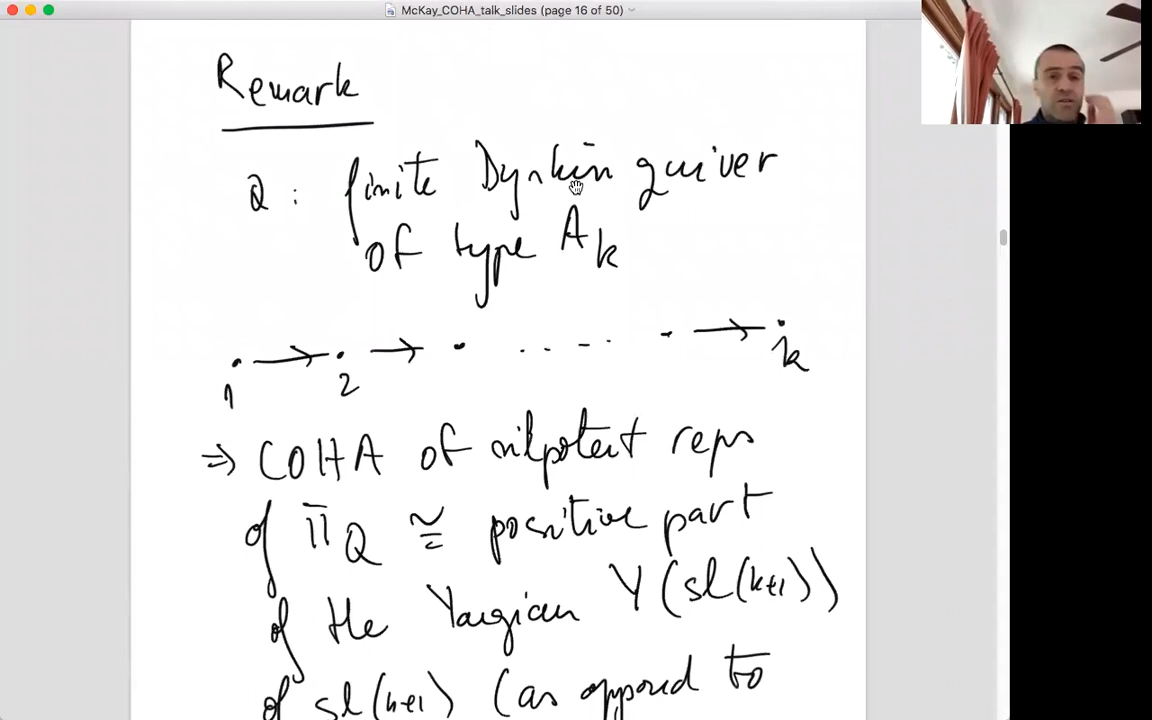 McKay_COHA_talk_slides (page 16 of 50)
Remark
Q : finite Dynkin quiver
of type A_k
1 2 k
⇒ COHA of nilpotent reps
of Π_Q ≅ positive part
of the Yangian Y(sl(k+1))
of sl(k+1) (as opposed to